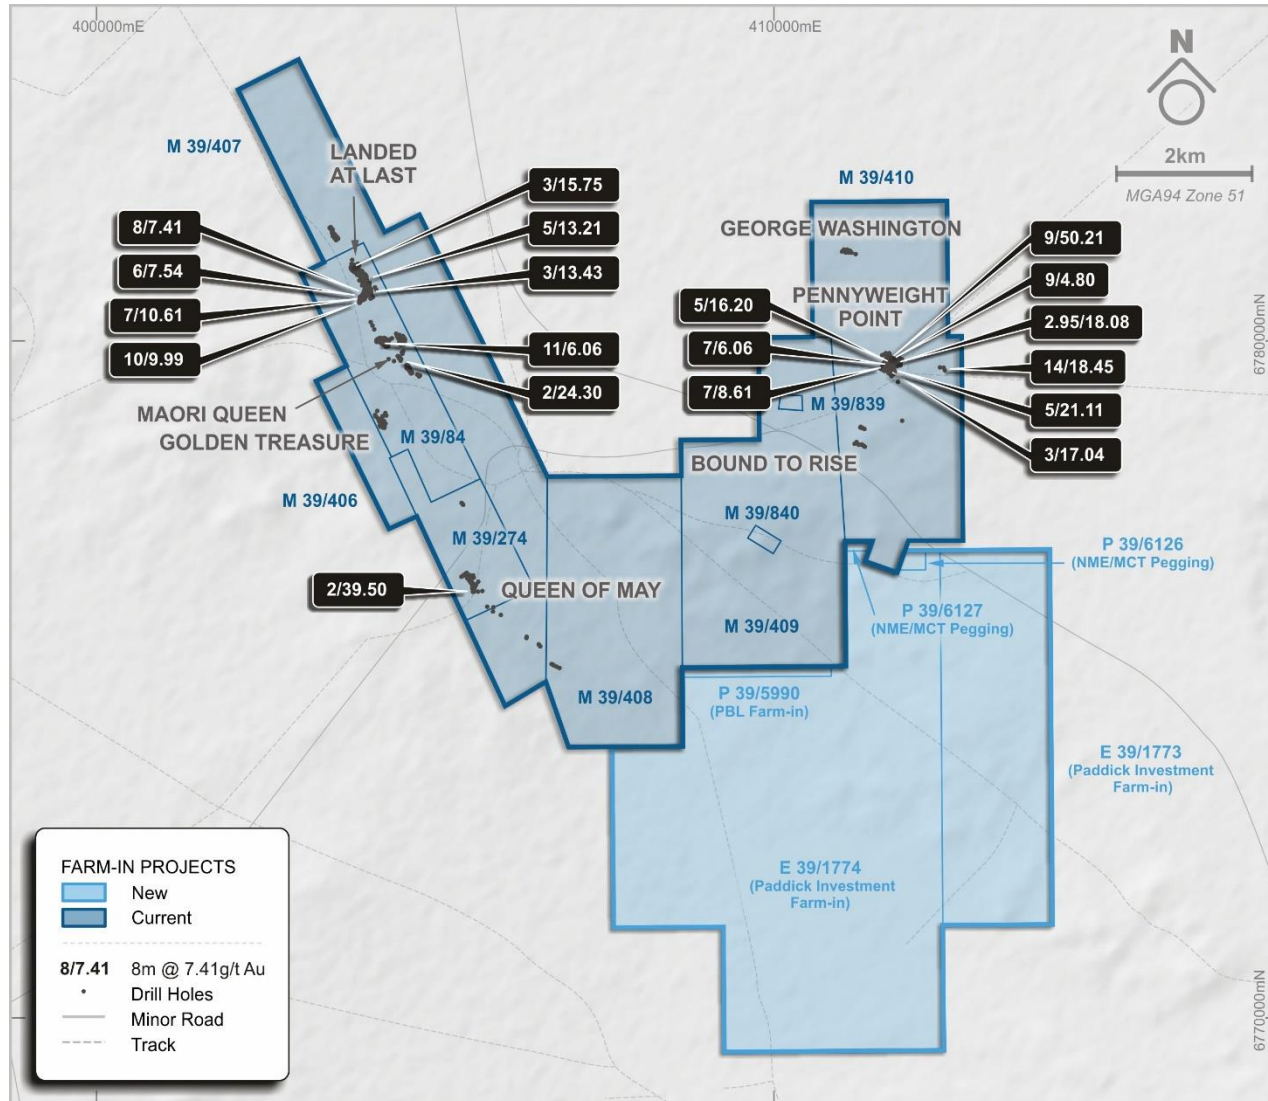 400000mE
410000mE
N
2km
MGA94 Zone 51
M 39/407
LANDED
AT LAST
3/15.75
M 39/410
8/7.41
5/13.21
GEORGE WASHINGTON
9/50.21
6/7.54
3/13.43
9/4.80
PENNYWEIGHT
POINT
5/16.20
7/10.61
2.95/18.08
6780000mN
11/6.06
7/6.06
10/9.99
14/18.45
2/24.30
7/8.61
MAORI QUEEN
M 39/839
5/21.11
GOLDEN TREASURE
M 39/84
3/17.04
BOUND TO RISE
M 39/406
M 39/840
M 39/274
P 39/6126
(NME/MCT Pegging)
2/39.50
QUEEN OF MAY
P 39/6127
(NME/MCT Pegging)
M 39/409
M 39/408
P 39/5990
(PBL Farm-in)
E 39/1773
(Paddick Investment
Farm-in)
E 39/1774
(Paddick Investment
Farm-in)
6770000mN
FARM-IN PROJECTS
New
Current
8/7.41 8m @ 7.41g/t Au
Drill Holes
Minor Road
Track